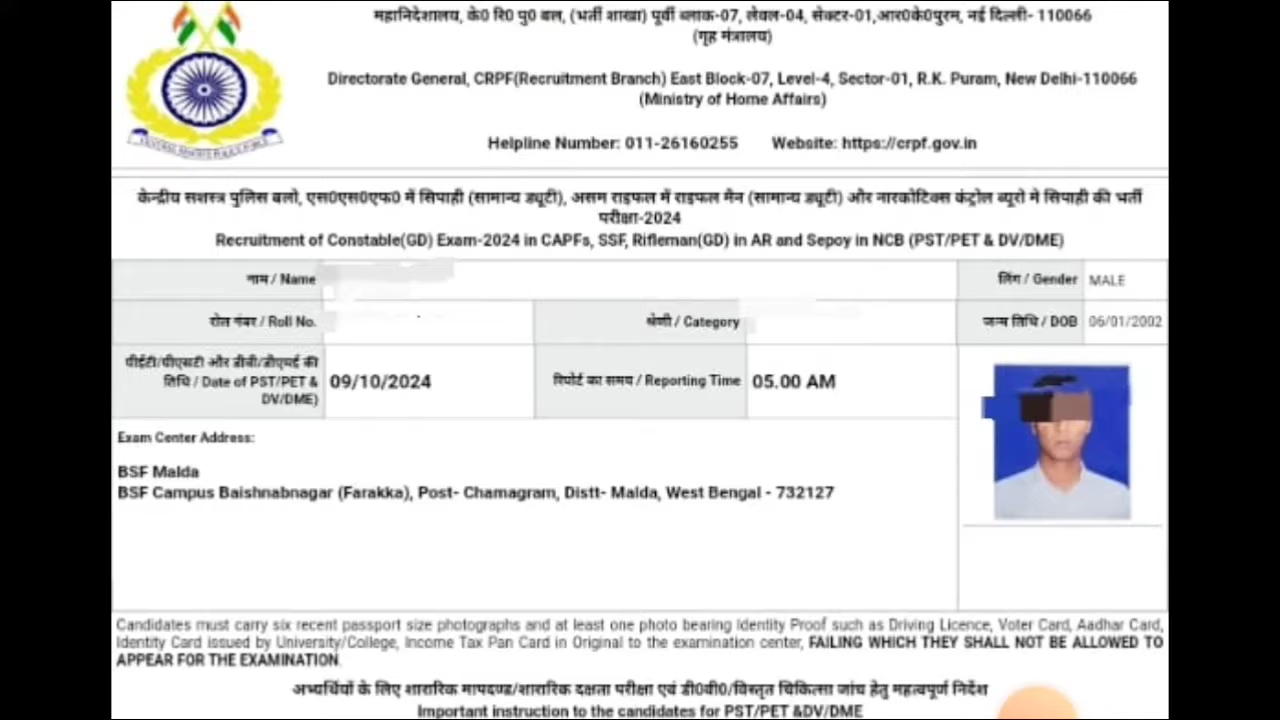 महानिदेशालय, के0 रि0 पु0 बल, (भर्ती शाखा) पूर्वी ब्लाक-07, लेवल-04, सेक्टर-01,आर0के0पुरम, नई दिल्ली- 110066
(गृह मंत्रालय)
Directorate General, CRPF(Recruitment Branch) East Block-07, Level-4, Sector-01, R.K. Puram, New Delhi-110066
(Ministry of Home Affairs)
Helpline Number: 011-26160255 Website: https://crpf.gov.in
केन्द्रीय सशस्त्र पुलिस बलो, एस0एस0एफ0 में सिपाही (सामान्य ड्यूटी), असम राइफल में राइफल मैन (सामान्य ड्यूटी) और नारकोटिक्स कंट्रोल ब्यूरो मे सिपाही की भर्ती
परीक्षा-2024
Recruitment of Constable(GD) Exam-2024 in CAPFs, SSF, Rifleman(GD) in AR and Sepoy in NCB (PST/PET & DV/DME)
नाम / Name
लिंग / Gender MALE
रोल नंबर / Roll No.
श्रेणी / Category
जन्म तिथि / DOB 06/01/2002
पीईटी/पीएसटी और डीवी/डीएमई की
तिथि / Date of PST/PET & DV/DME) 09/10/2024
रिपोर्ट का समय / Reporting Time 05.00 AM
Exam Center Address:
BSF Malda
BSF Campus Baishnabnagar (Farakka), Post- Chamagram, Distt- Malda, West Bengal - 732127
Candidates must carry six recent passport size photographs and at least one photo bearing Identity Proof such as Driving Licence, Voter Card, Aadhar Card,
Identity Card issued by University/College, Income Tax Pan Card in Original to the examination center, FAILING WHICH THEY SHALL NOT BE ALLOWED TO
APPEAR FOR THE EXAMINATION.
अभ्यर्थियों के लिए शारारिक मापदण्ड/शारारिक दक्षता परीक्षा एवं डी0वी0/विस्तृत चिकित्सा जांच हेतु महत्वपूर्ण निर्देश
Important instruction to the candidates for PST/PET &DV/DME